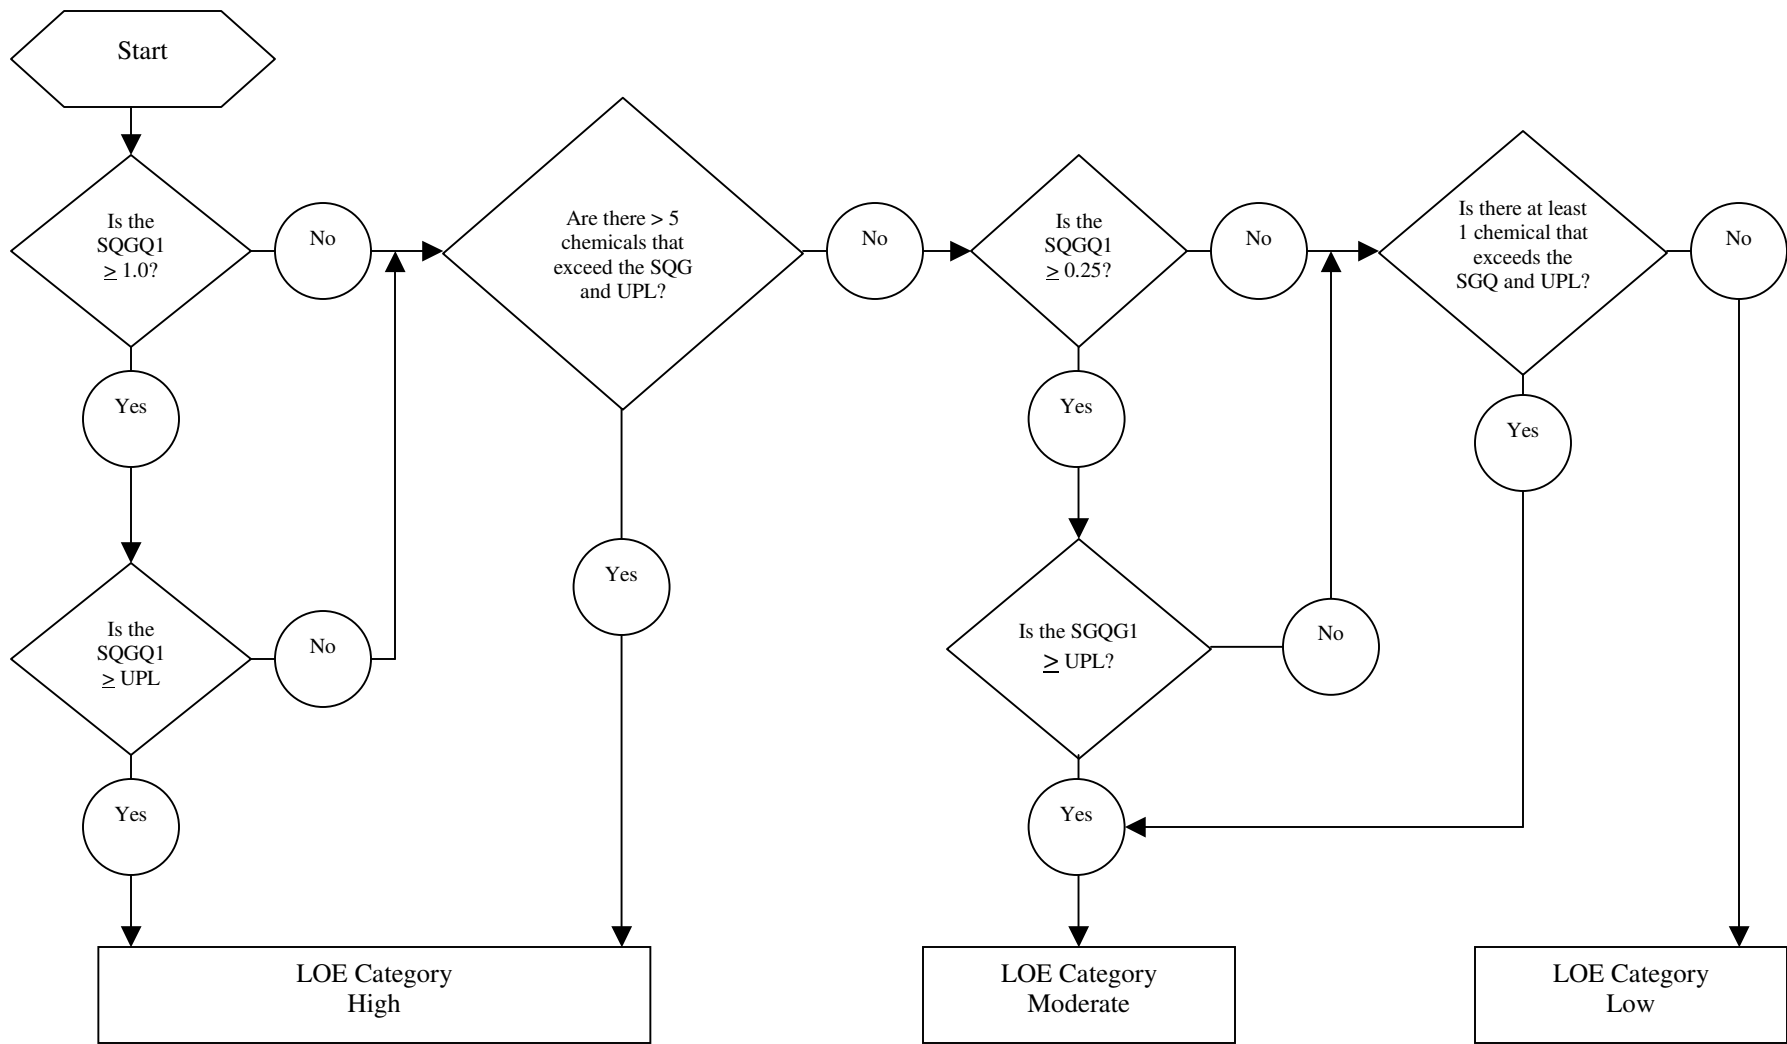 Start
Is the
SQGQ1
≥ 1.0?
No
Are there > 5
chemicals that
exceed the SQG
and UPL?
No
Is the
SQGQ1
≥ 0.25?
No
Is there at least
1 chemical that
exceeds the
SGQ and UPL?
No
Yes
Yes
Yes
Yes
Is the
SQGQ1
≥ UPL
No
Is the SGQG1
≥ UPL?
No
Yes
Yes
LOE Category
High
LOE Category
Moderate
LOE Category
Low